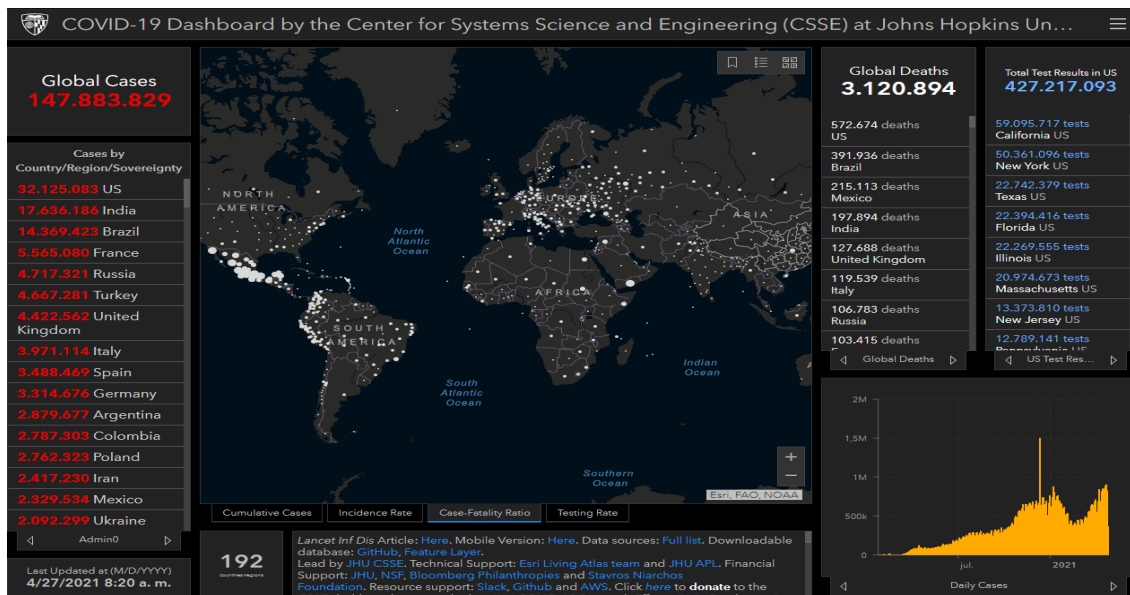 COVID-19 Dashboard by the Center for Systems Science and Engineering (CSSE) at Johns Hopkins Un...
Global Cases
147.883.829
Cases by
Country/Region/Sovereignty
32.125.083 US
17.636.186 India
14.369.423 Brazil
5.565.080 France
4.717.321 Russia
4.667.281 Turkey
4.422.562 United
Kingdom
3.971.114 Italy
3.488.469 Spain
3.314.676 Germany
2.879.677 Argentina
2.787.303 Colombia
2.762.323 Poland
2.417.230 Iran
2.329.534 Mexico
2.092.299 Ukraine
Admin0
Last Updated at (M/D/YYYY)
4/27/2021 8:20 a. m.
NORTH
AMERICA
North
Atlantic
Ocean
EUROPE
ASIA
AFRICA
SOUTH
AMERICA
Indian
Ocean
South
Atlantic
Ocean
Southern
Ocean
A
+
−
Esri, FAO, NOAA
Cumulative Cases
Incidence Rate
Case-Fatality Ratio
Testing Rate
192
countries/regions
Lancet Inf Dis Article: Here. Mobile Version: Here. Data sources: Full list. Downloadable
database: GitHub, Feature Layer.
Lead by JHU CSSE. Technical Support: Esri Living Atlas team and JHU APL. Financial
Support: JHU, NSF, Bloomberg Philanthropies and Stavros Niarchos
Foundation. Resource support: Slack, Github and AWS. Click here to donate to the
Global Deaths
3.120.894
572.674 deaths
US
391.936 deaths
Brazil
215.113 deaths
Mexico
197.894 deaths
India
127.688 deaths
United Kingdom
119.539 deaths
Italy
106.783 deaths
Russia
103.415 deaths
Global Deaths
Total Test Results in US
427.217.093
59.095.717 tests
California US
50.361.096 tests
New York US
22.742.379 tests
Texas US
22.394.416 tests
Florida US
22.269.555 tests
Illinois US
20.974.673 tests
Massachusetts US
13.373.810 tests
New Jersey US
12.789.141 tests
Pennsylvania US
US Test Res...
2M
1,5M
1M
500k
0
jul.
2021
Daily Cases